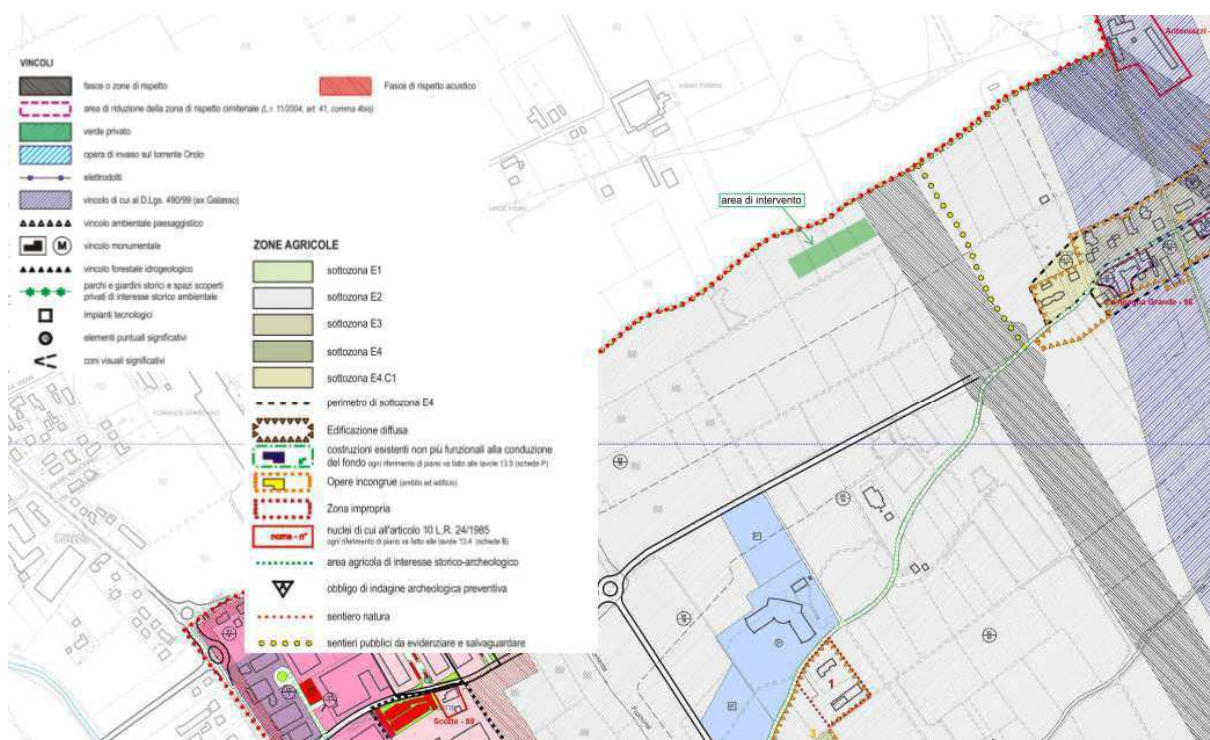 VINCOLI
fasce o zone di rispetto
Fasce di rispetto acustico
area di riduzione della zona di rispetto cimiteriale (L.r. 11/2004, art. 41, comma 4bis)
verde privato
opera di invaso sul torrente Orolo
elettrodotti
vincolo di cui al D.Lgs. 490/99 (ex Galasso)
vincolo ambientale paesaggistico
M
vincolo monumentale
vincolo forestale idrogeologico
parchi e giardini storici e spazi scoperti
privati di interesse storico ambientale
impianti tecnologici
elementi puntuali significativi
coni visuali significativi
ZONE AGRICOLE
sottozona E1
sottozona E2
sottozona E3
sottozona E4
sottozona E4.C1
perimetro di sottozona E4
Edificazione diffusa
costruzioni esistenti non più funzionali alla conduzione
del fondo ogni riferimento di piano va fatto alle tavole 13.5 (schede P)
Opere incongrue (ambito ed edificio)
Zona impropria
nome - n°
nuclei di cui all'articolo 10 L.R. 24/1985
ogni riferimento di piano va fatto alle tavole 13.4 (schede B)
area agricola di interesse storico-archeologico
obbligo di indagine archeologica preventiva
sentiero natura
sentieri pubblici da evidenziare e salvaguardare
area di intervento
Grande - 98
1